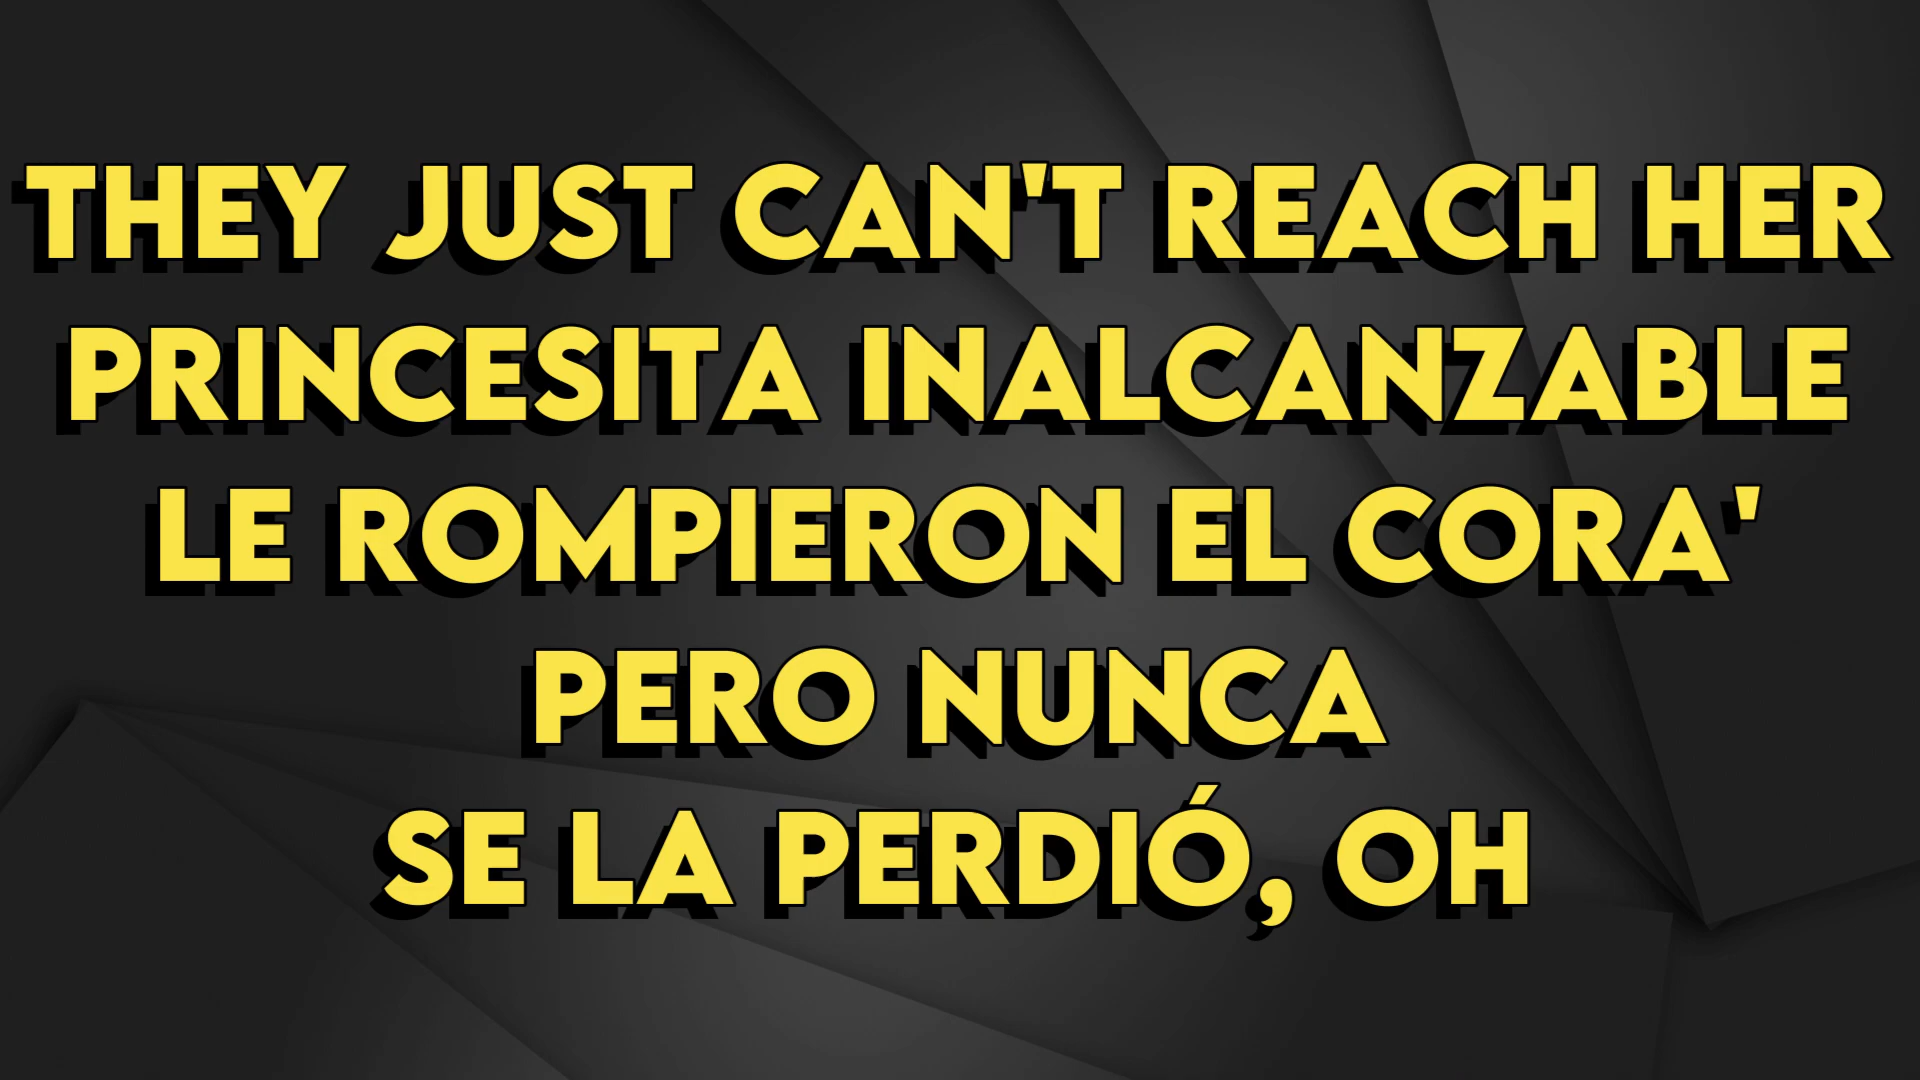 THEY JUST CAN'T REACH HER
PRINCESITA INALCANZABLE
LE ROMPIERON EL CORA'
PERO NUNCA
SE LA PERDIÓ, OH